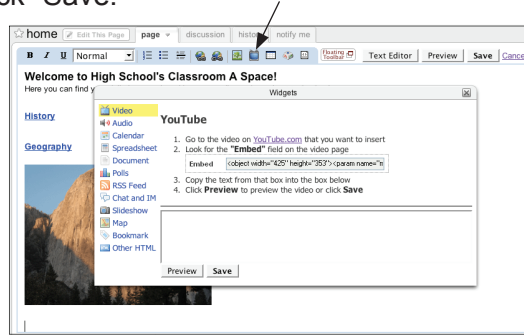 ck "Save."
home Edit This Page page discussion history notify me
B I U Normal Floating Toolbar Text Editor Preview Save Cance
Welcome to High School's Classroom A Space!
Here you can find y
Widgets
History
Geography
Video
Audio
Calendar
Spreadsheet
Document
Polls
RSS Feed
Chat and IM
Slideshow
Map
Bookmark
Other HTML
YouTube
1. Go to the video on YouTube.com that you want to insert
2. Look for the "Embed" field on the video page
Embed <object width="425" height="353"><param name="n
3. Copy the text from that box into the box below
4. Click Preview to preview the video or click Save
Preview Save